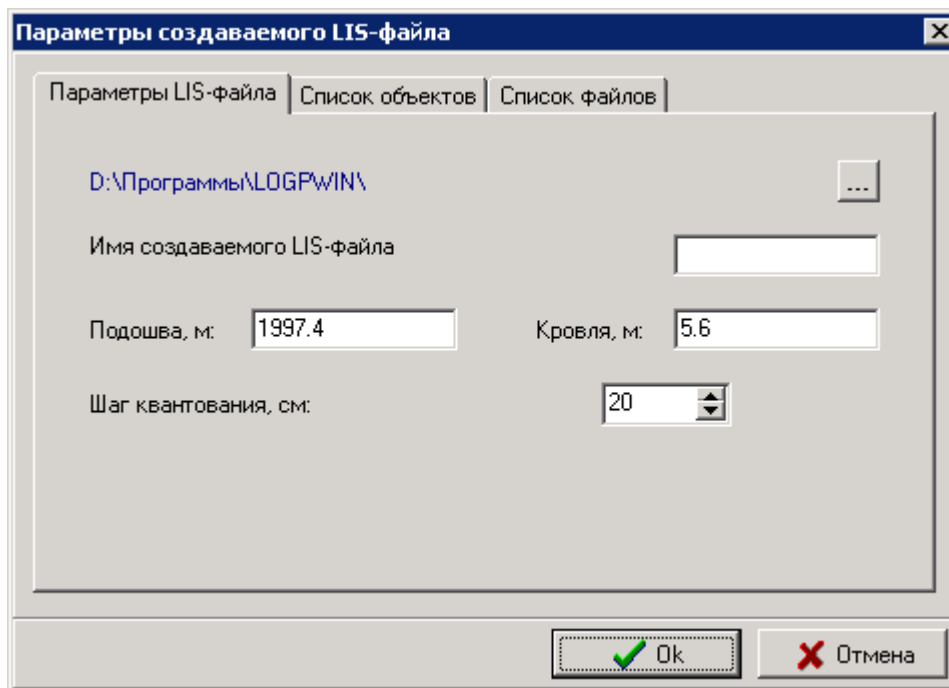 Параметры создаваемого LIS-файла
Параметры LIS-файла Список объектов Список файлов
D:\Программы\LOGPWIN\ ...
Имя создаваемого LIS-файла
Подошва, м: 1997.4 Кровля, м: 5.6
Шаг квантования, см: 20
Ok Отмена